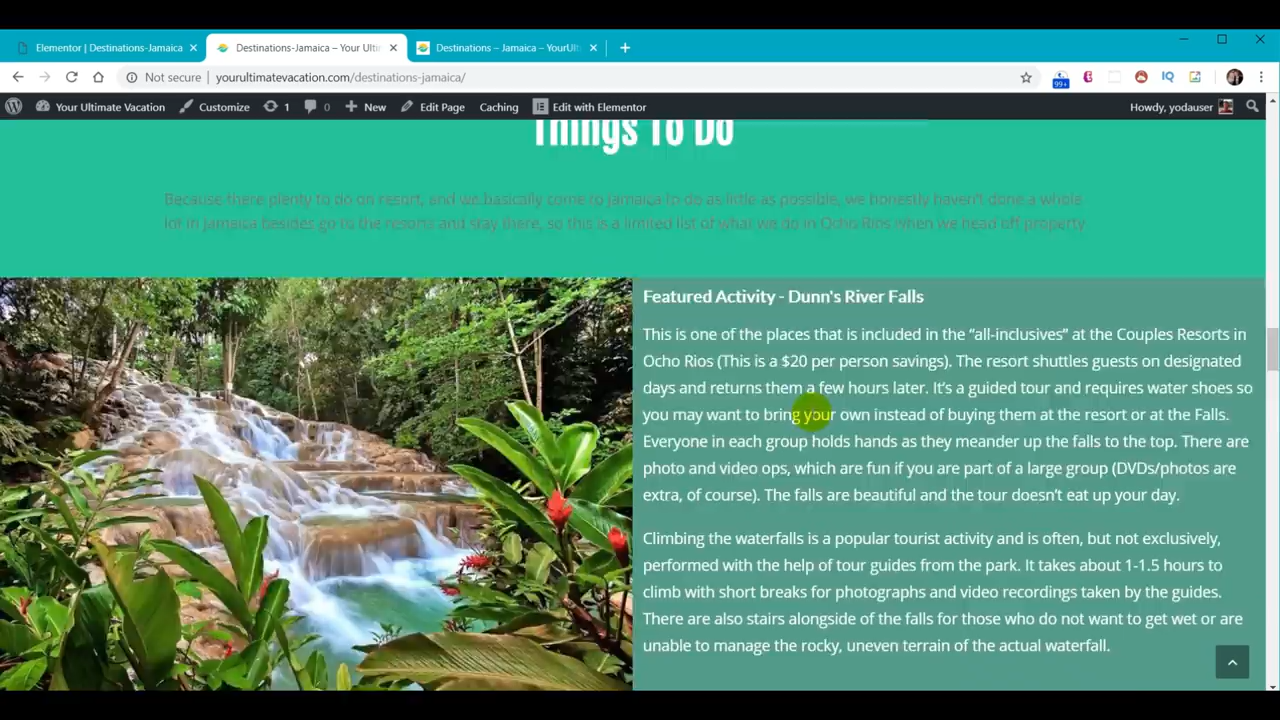 Elementor | Destinations-Jamaica
Destinations-Jamaica – Your Ulti
Destinations – Jamaica – YourUlt
Not secure
yourultimatevacation.com/destinations-jamaica/
99+
IQ
Your Ultimate Vacation
Customize
1
0
New
Edit Page
Caching
Edit with Elementor
Howdy, yodauser
Things To Do
Because there plenty to do on resort, and we basically come to Jamaica to do as little as possible, we honestly haven't done a whole
lot in Jamaica besides go to the resorts and stay there, so this is a limited list of what we do in Ocho Rios when we head off property
Featured Activity - Dunn's River Falls
This is one of the places that is included in the “all-inclusives” at the Couples Resorts in
Ocho Rios (This is a $20 per person savings). The resort shuttles guests on designated
days and returns them a few hours later. It’s a guided tour and requires water shoes so
you may want to bring your own instead of buying them at the resort or at the Falls.
Everyone in each group holds hands as they meander up the falls to the top. There are
photo and video ops, which are fun if you are part of a large group (DVDs/photos are
extra, of course). The falls are beautiful and the tour doesn’t eat up your day.
Climbing the waterfalls is a popular tourist activity and is often, but not exclusively,
performed with the help of tour guides from the park. It takes about 1-1.5 hours to
climb with short breaks for photographs and video recordings taken by the guides.
There are also stairs alongside of the falls for those who do not want to get wet or are
unable to manage the rocky, uneven terrain of the actual waterfall.